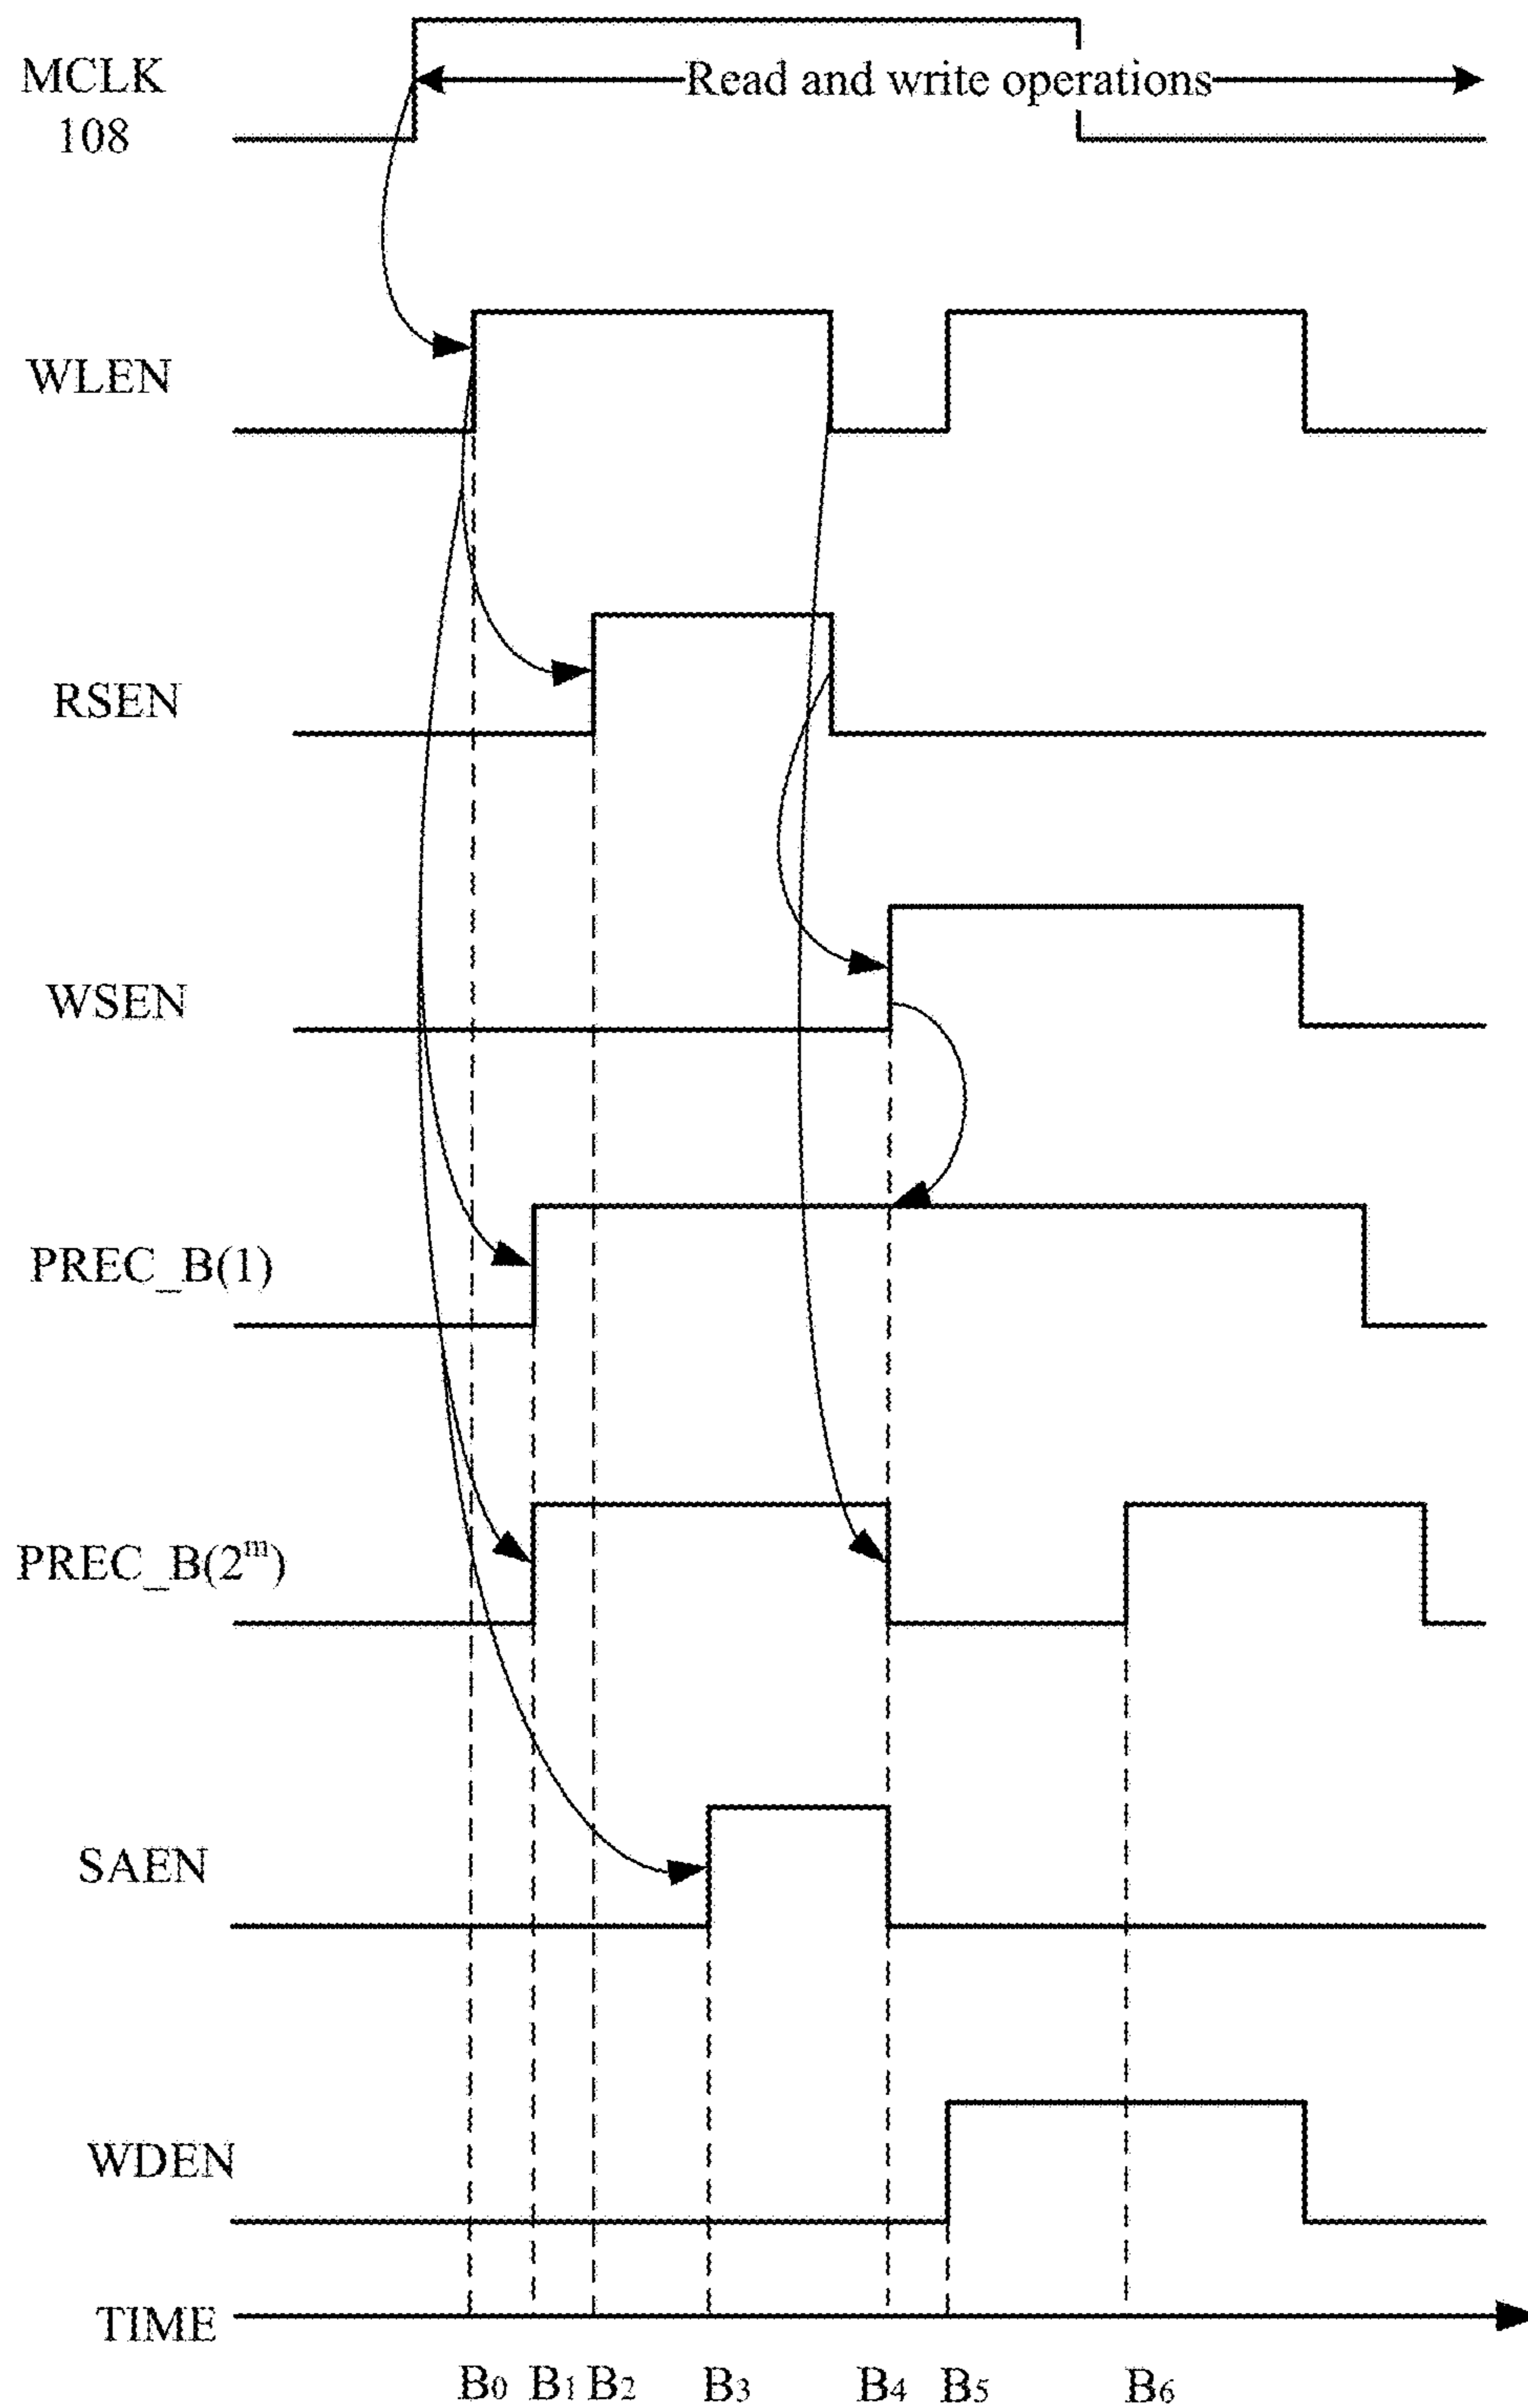 MCLK
108
Read and write operations
WLEN
RSEN
WSEN
PREC_B(1)
PREC_B(2ᵐ)
SAEN
WDEN
TIME
B₀ B₁ B₂ B₃ B₄ B₅ B₆